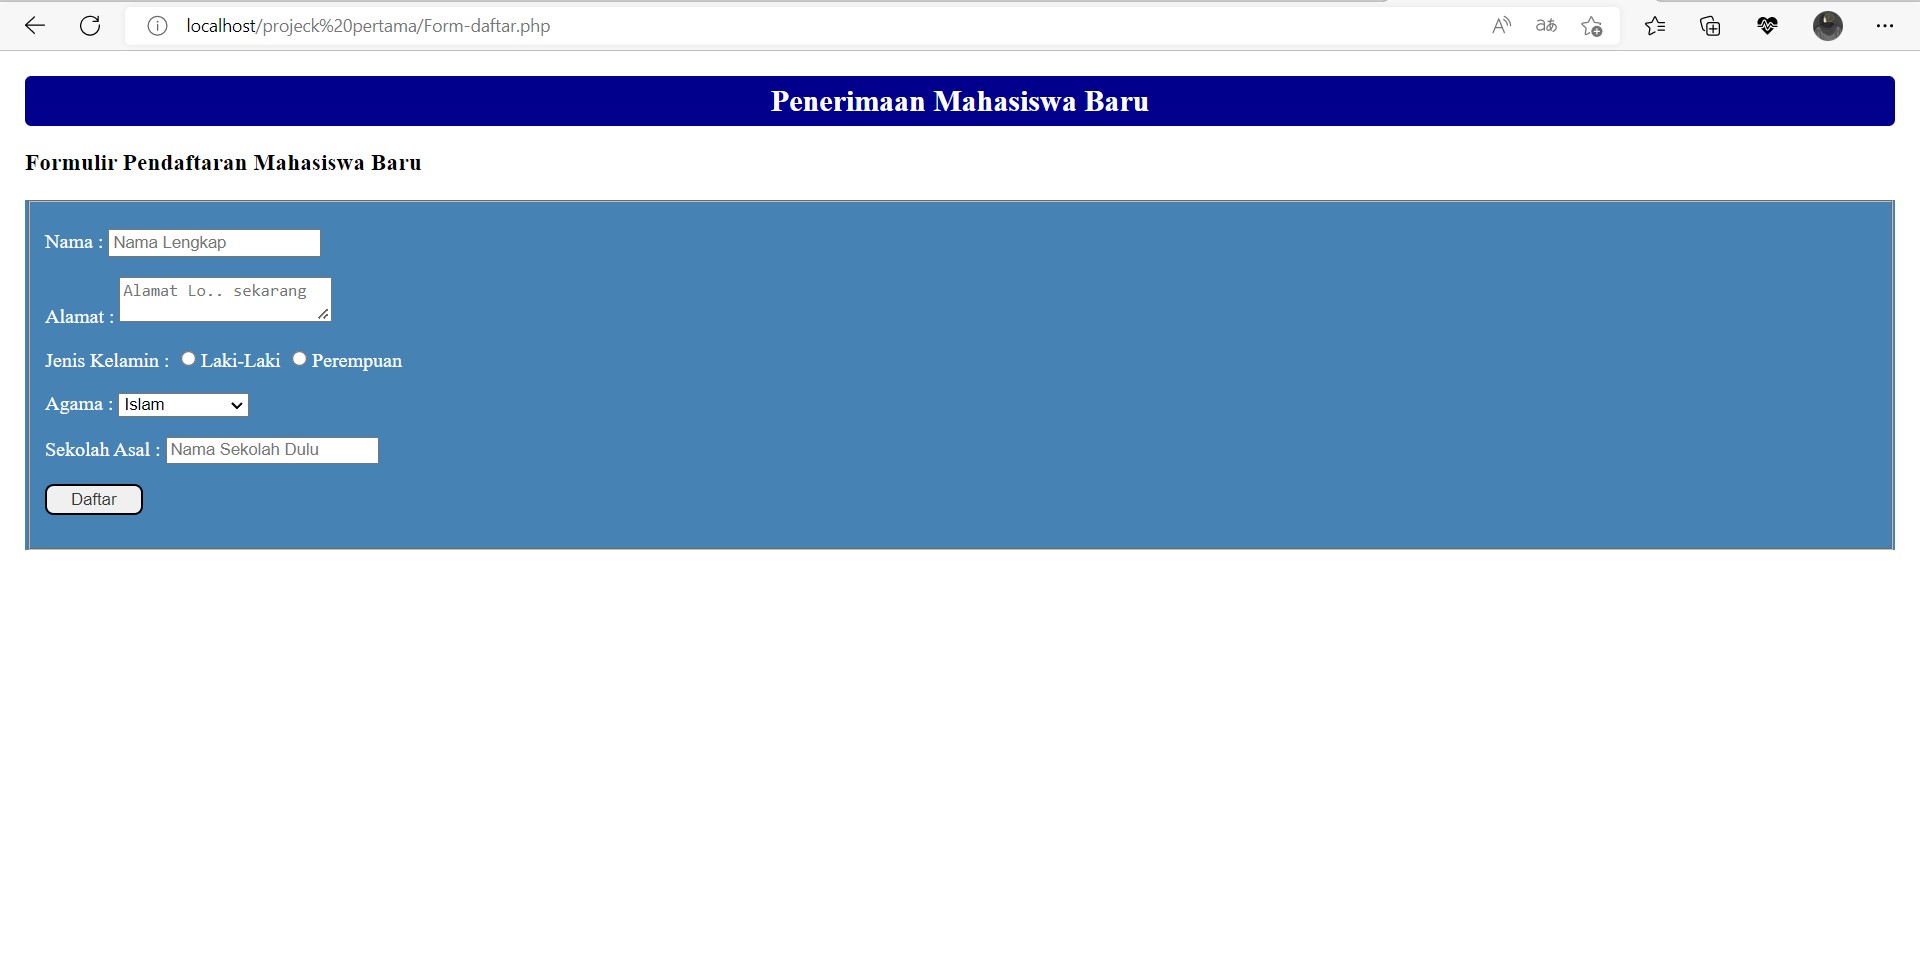 localhost/projeck%20pertama/Form-daftar.php
Penerimaan Mahasiswa Baru
Formulir Pendaftaran Mahasiswa Baru
Nama : Nama Lengkap
Alamat : Alamat Lo.. sekarang
Jenis Kelamin : Laki-Laki Perempuan
Agama : Islam
Sekolah Asal : Nama Sekolah Dulu
Daftar